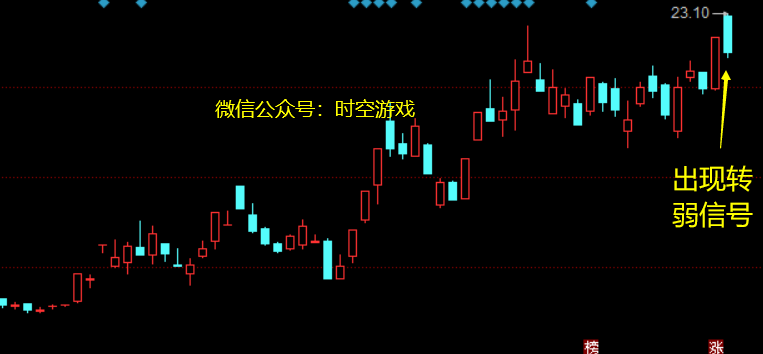 23.10
微信公众号：时空游戏
出现转
弱信号
榜
涨